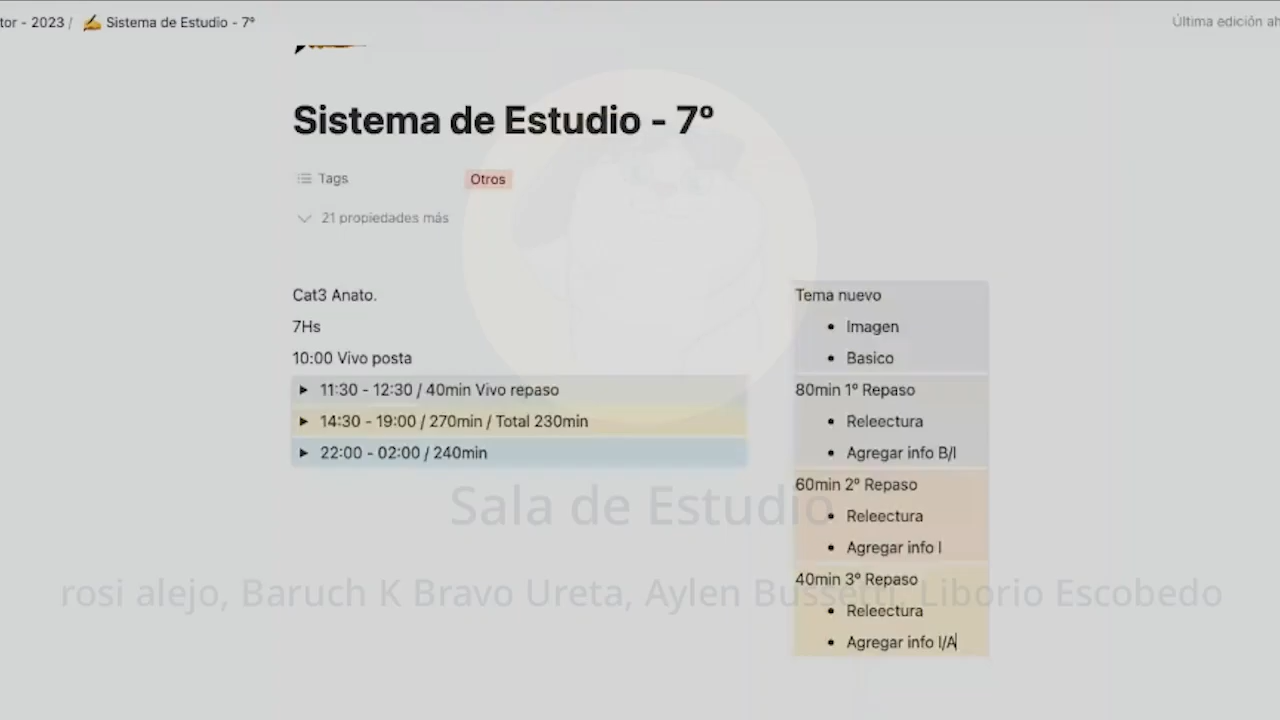 tor - 2023 / ✍️ Sistema de Estudio - 7º
Última edición ah
Sistema de Estudio - 7º
Tags
Otros
21 propiedades más
Cat3 Anato.
7Hs
10:00 Vivo posta
11:30 - 12:30 / 40min Vivo repaso
14:30 - 19:00 / 270min / Total 230min
22:00 - 02:00 / 240min
Tema nuevo
Imagen
Basico
80min 1º Repaso
Releectura
Agregar info B/I
60min 2º Repaso
Releectura
Agregar info I
40min 3º Repaso
Releectura
Agregar info I/A
Sala de Estudio
rosi alejo, Baruch K Bravo Ureta, Aylen Bussetti, Liborio Escobedo